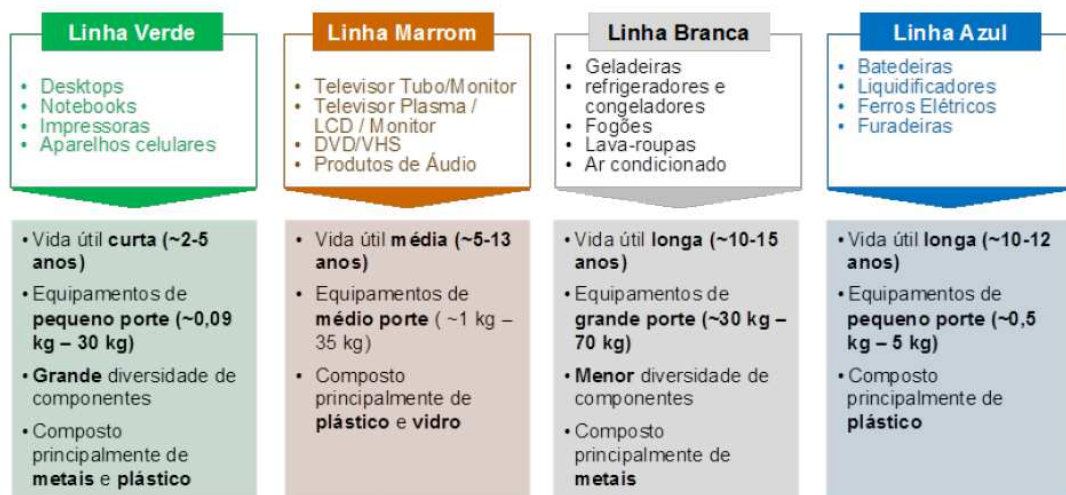 Linha Verde
• Desktops
• Notebooks
• Impressoras
• Aparelhos celulares
• Vida útil curta (~2-5
anos)
• Equipamentos de
pequeno porte (~0,09
kg – 30 kg)
• Grande diversidade de
componentes
• Composto
principalmente de
metais e plástico
Linha Marrom
• Televisor Tubo/Monitor
• Televisor Plasma /
LCD / Monitor
• DVD/VHS
• Produtos de Áudio
• Vida útil média (~5-13
anos)
• Equipamentos de
médio porte ( ~1 kg –
35 kg)
• Composto
principalmente de
plástico e vidro
Linha Branca
• Geladeiras
• refrigeradores e
congeladores
• Fogões
• Lava-roupas
• Ar condicionado
• Vida útil longa (~10-15
anos)
• Equipamentos de
grande porte (~30 kg –
70 kg)
• Menor diversidade de
componentes
• Composto
principalmente de
metais
Linha Azul
• Batedeiras
• Liquidificadores
• Ferros Elétricos
• Furadeiras
• Vida útil longa (~10-12
anos)
• Equipamentos de
pequeno porte (~0,5
kg – 5 kg)
• Composto
principalmente de
plástico